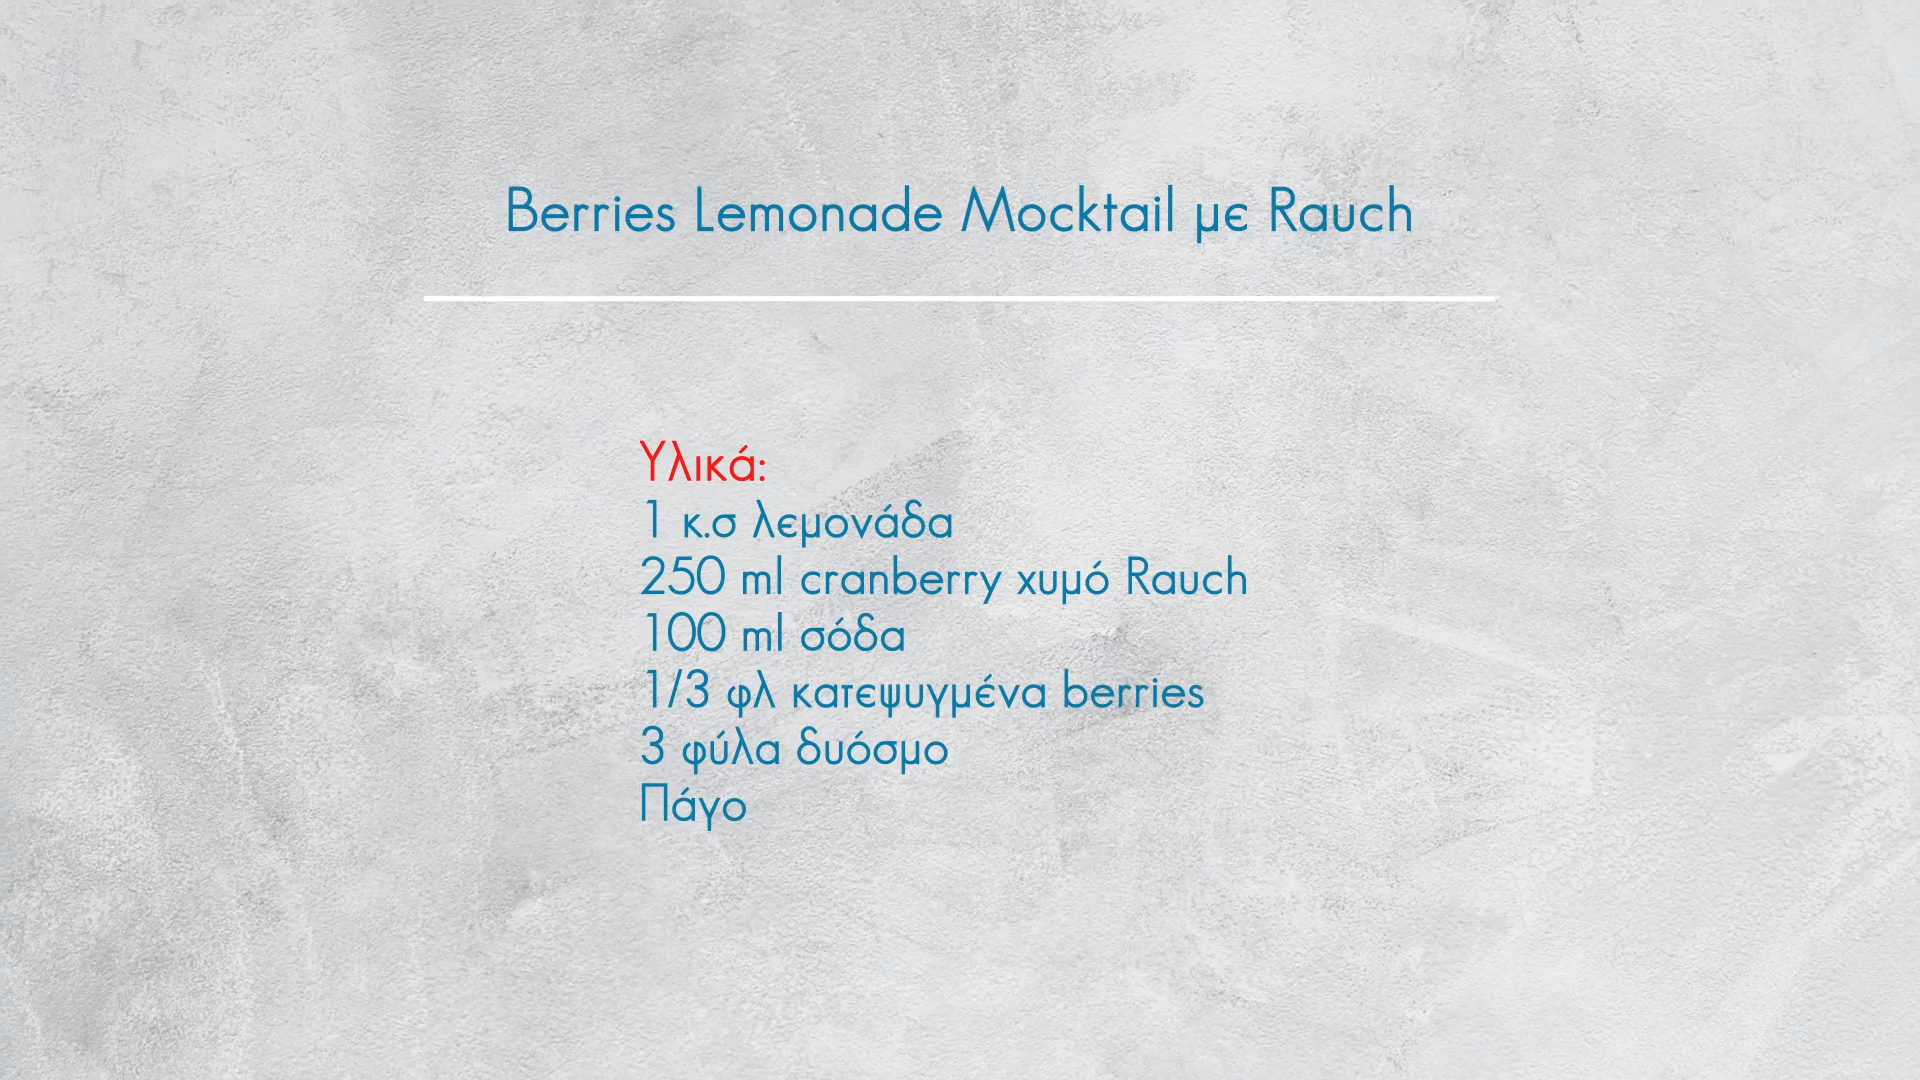 Berries Lemonade Mocktail με Rauch
Υλικά:
1 κ.σ λεμονάδα
250 ml cranberry χυμό Rauch
100 ml σόδα
1/3 φλ κατεψυγμένα berries
3 φύλα δυόσμο
Πάγο